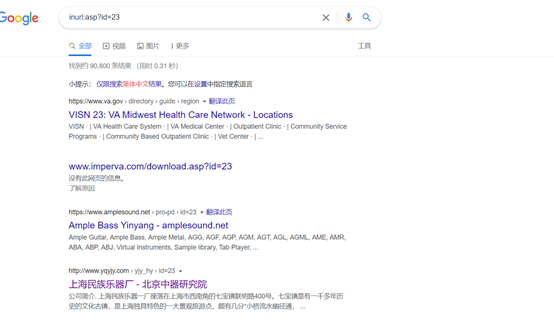 Google
inurl:asp?id=23
全部 视频 图片 更多 工具
找到约 90,800 条结果 (用时 0.31 秒)
小提示: 仅限搜索简体中文结果。您可以在设置中指定搜索语言
https://www.va.gov › directory › guide › region 翻译此页
VISN 23: VA Midwest Health Care Network - Locations
VISN · | VA Health Care System · | VA Medical Center · | Outpatient Clinic · | Community Service
Programs · | Community Based Outpatient Clinic · | Vet Center · | ...
www.imperva.com/download.asp?id=23
没有此网页的信息。
了解原因
https://www.amplesound.net › pro-pd › id=23 翻译此页
Ample Bass Yinyang - amplesound.net
Ample Guitar, Ample Bass, Ample Metal, AGG, AGF, AGP, AGM, AGT, AGL, AGML, AME, AMR,
ABA, ABP, ABJ, Virtual Instruments, Sample library, Tab Player, ...
http://www.yqyjy.com › yjy_hy › id=23
上海民族乐器厂 - 北京中器研究院
公司简介. 上海民族乐器一厂座落在上海市西南角的七宝镇联明路400号。七宝镇是有一千多年历
史的文化古镇，是上海独具特色的一大景观旅游点，颇有几分"小桥流水幽径通， ...